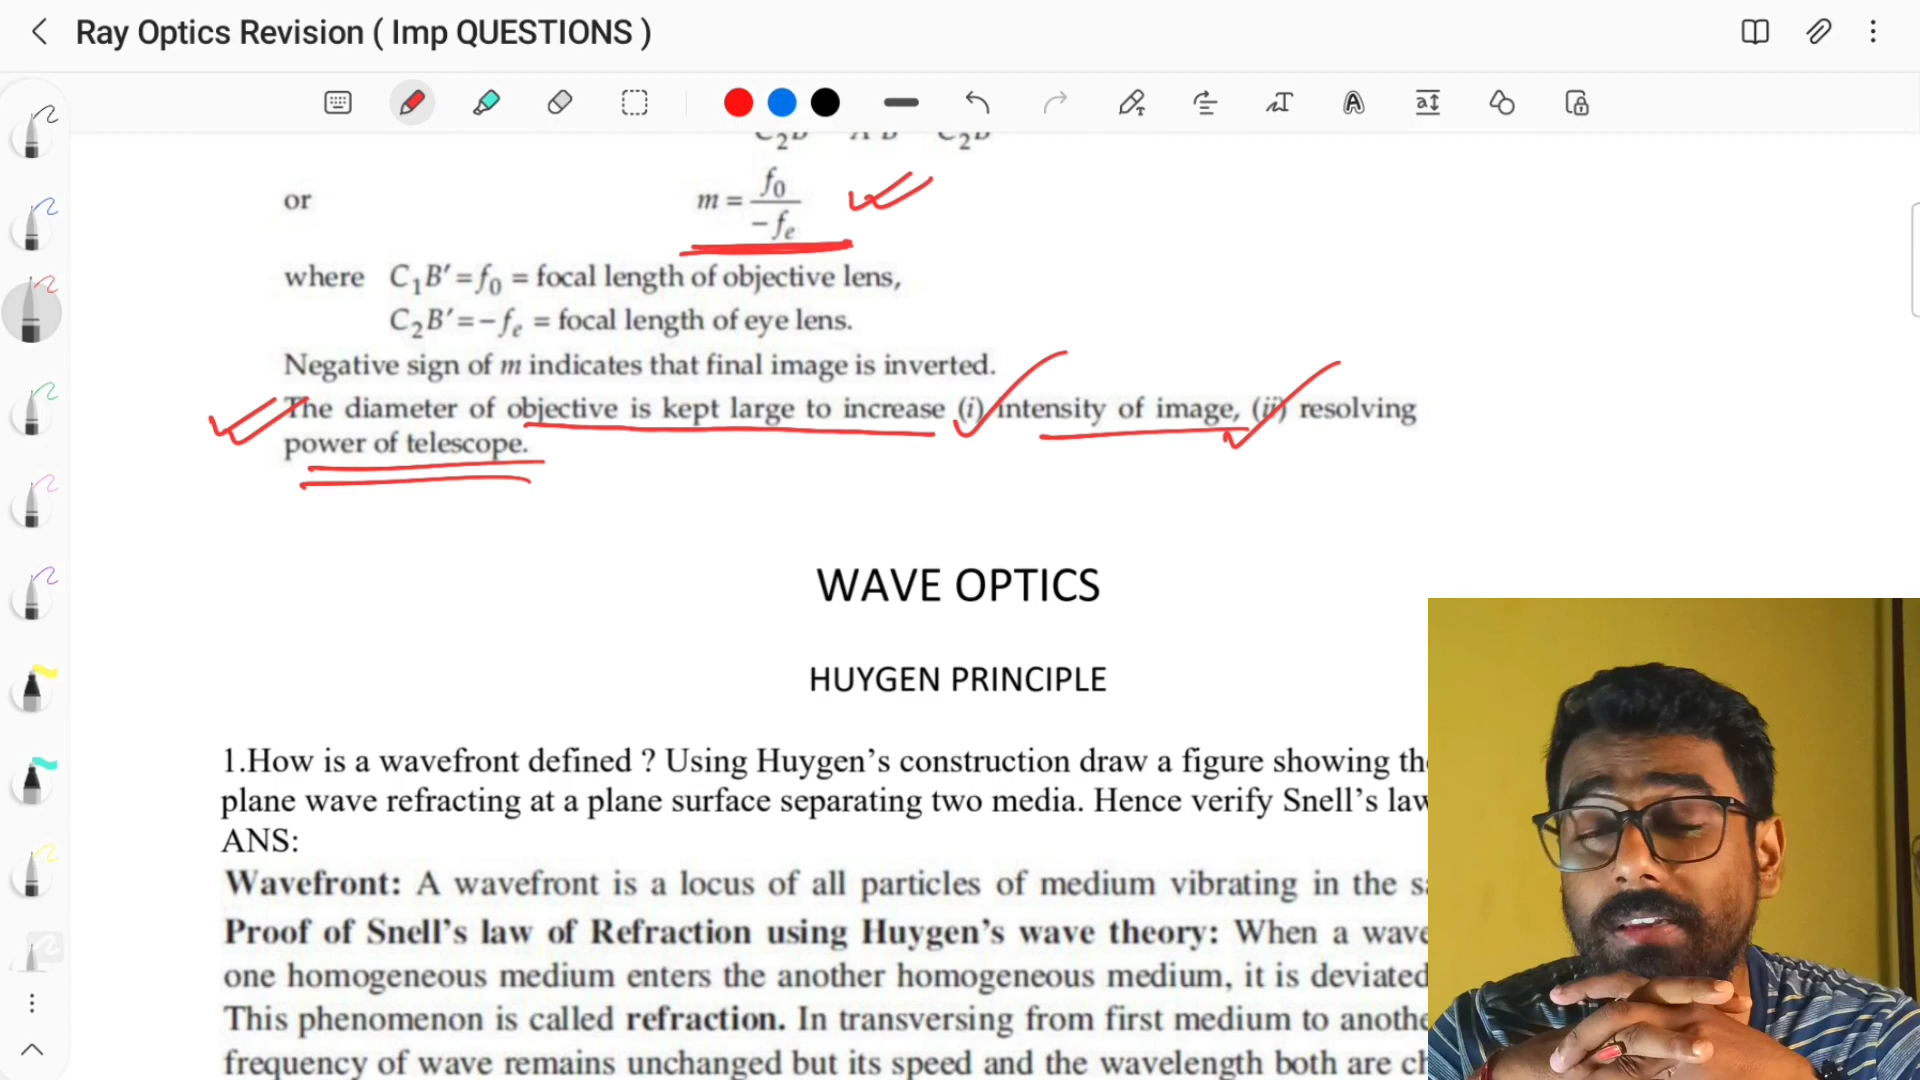 Ray Optics Revision ( Imp QUESTIONS )
or m = f₀ / − fₑ
where C₁B′ = f₀ = focal length of objective lens,
C₂B′ = − fₑ = focal length of eye lens.
Negative sign of m indicates that final image is inverted.
The diameter of objective is kept large to increase (i) intensity of image, (ii) resolving
power of telescope.
WAVE OPTICS
HUYGEN PRINCIPLE
1.How is a wavefront defined ? Using Huygen's construction draw a figure showing th
plane wave refracting at a plane surface separating two media. Hence verify Snell's law
ANS:
Wavefront: A wavefront is a locus of all particles of medium vibrating in the s
Proof of Snell's law of Refraction using Huygen's wave theory: When a wave
one homogeneous medium enters the another homogeneous medium, it is deviated
This phenomenon is called refraction. In transversing from first medium to anothe
frequency of wave remains unchanged but its speed and the wavelength both are ch